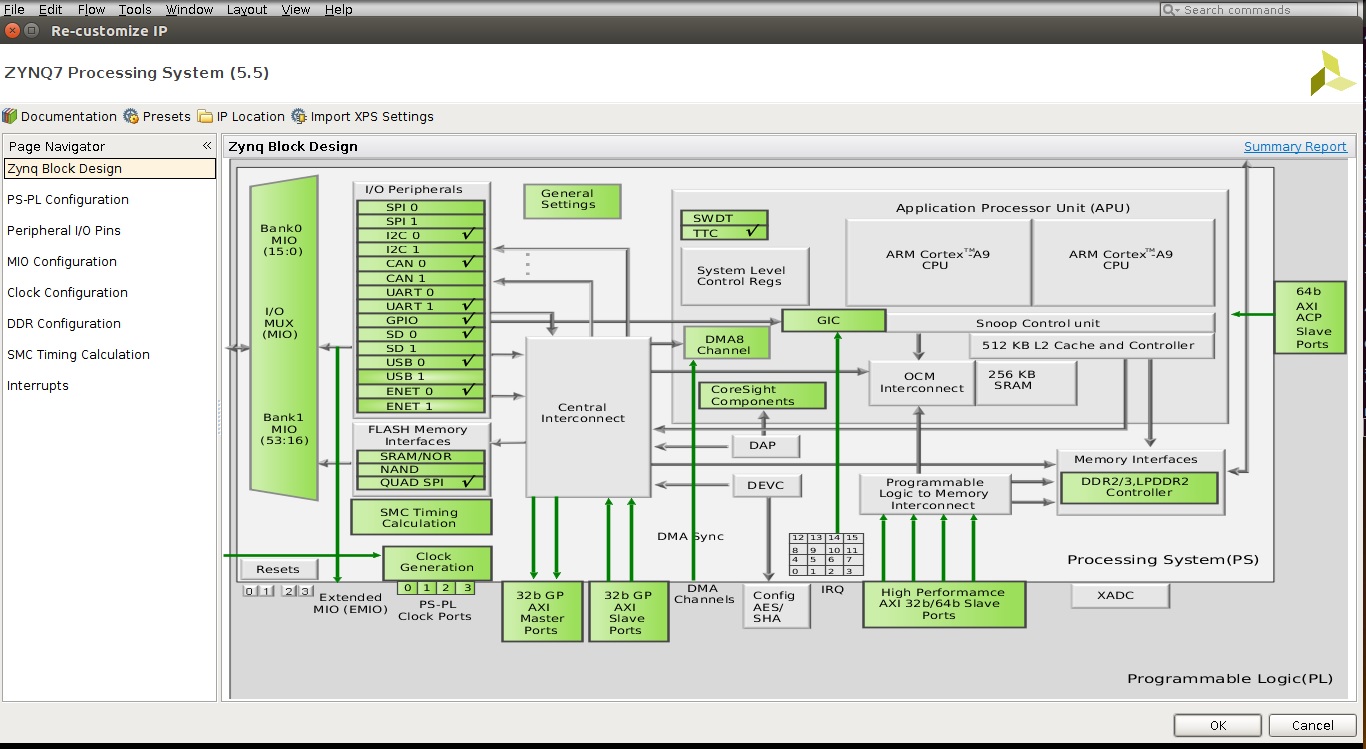 File Edit Flow Tools Window Layout View Help
Search commands
Re-customize IP
ZYNQ7 Processing System (5.5)
Documentation Presets IP Location Import XPS Settings
Page Navigator «
Zynq Block Design
PS-PL Configuration
Peripheral I/O Pins
MIO Configuration
Clock Configuration
DDR Configuration
SMC Timing Calculation
Interrupts
Zynq Block Design
Summary Report
Bank0
MIO
(15:0)
I/O
MUX
(MIO)
Bank1
MIO
(53:16)
I/O Peripherals
SPI 0
SPI 1
I2C 0 ✓
I2C 1
CAN 0 ✓
CAN 1
UART 0
UART 1 ✓
GPIO ✓
SD 0 ✓
SD 1
USB 0 ✓
USB 1
ENET 0 ✓
ENET 1
FLASH Memory
Interfaces
SRAM/NOR
NAND
QUAD SPI ✓
SMC Timing
Calculation
Clock
Generation
Resets
0 1 2 3
Extended
MIO (EMIO)
0 1 2 3
PS-PL
Clock Ports
General
Settings
Central
Interconnect
32b GP
AXI
Master
Ports
32b GP
AXI
Slave
Ports
Application Processor Unit (APU)
SWDT
TTC ✓
System Level
Control Regs
ARM Cortex™-A9
CPU
ARM Cortex™-A9
CPU
GIC
Snoop Control unit
DMA8
Channel
512 KB L2 Cache and Controller
OCM
Interconnect
256 KB
SRAM
CoreSight
Components
DAP
DEVC
DMA Sync
DMA
Channels
Config
AES/
SHA
12 13 14 15
8 9 10 11
4 5 6 7
0 1 2 3
IRQ
Programmable
Logic to Memory
Interconnect
High Performamce
AXI 32b/64b Slave
Ports
Memory Interfaces
DDR2/3,LPDDR2
Controller
64b
AXI
ACP
Slave
Ports
Processing System(PS)
XADC
Programmable Logic(PL)
OK Cancel